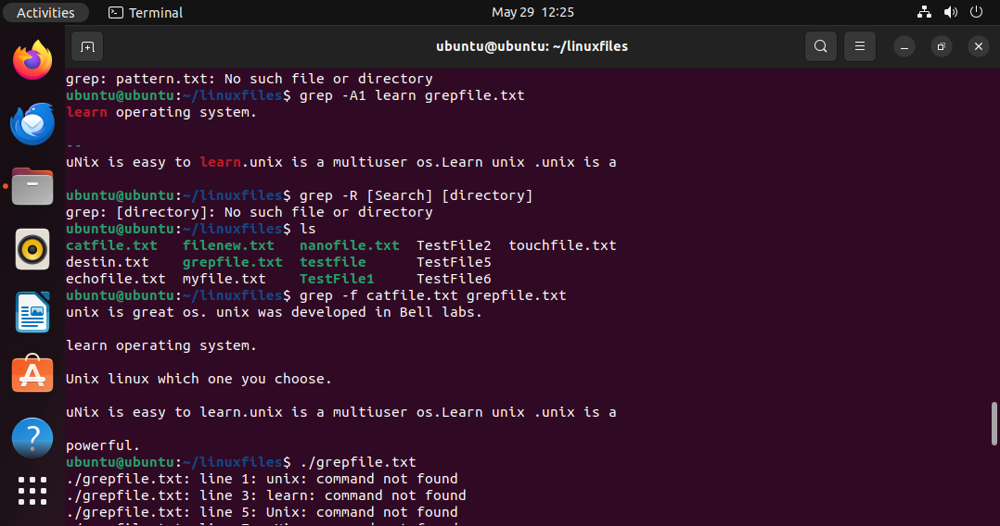 Activities Terminal May 29 12:25
ubuntu@ubuntu: ~/linuxfiles
grep: pattern.txt: No such file or directory
ubuntu@ubuntu:~/linuxfiles$ grep -A1 learn grepfile.txt
learn operating system.
--
uNix is easy to learn.unix is a multiuser os.Learn unix .unix is a
ubuntu@ubuntu:~/linuxfiles$ grep -R [Search] [directory]
grep: [directory]: No such file or directory
ubuntu@ubuntu:~/linuxfiles$ ls
catfile.txt filenew.txt nanofile.txt TestFile2 touchfile.txt
destin.txt grepfile.txt testfile TestFile5
echofile.txt myfile.txt TestFile1 TestFile6
ubuntu@ubuntu:~/linuxfiles$ grep -f catfile.txt grepfile.txt
unix is great os. unix was developed in Bell labs.
learn operating system.
Unix linux which one you choose.
uNix is easy to learn.unix is a multiuser os.Learn unix .unix is a
powerful.
ubuntu@ubuntu:~/linuxfiles$ ./grepfile.txt
./grepfile.txt: line 1: unix: command not found
./grepfile.txt: line 3: learn: command not found
./grepfile.txt: line 5: Unix: command not found